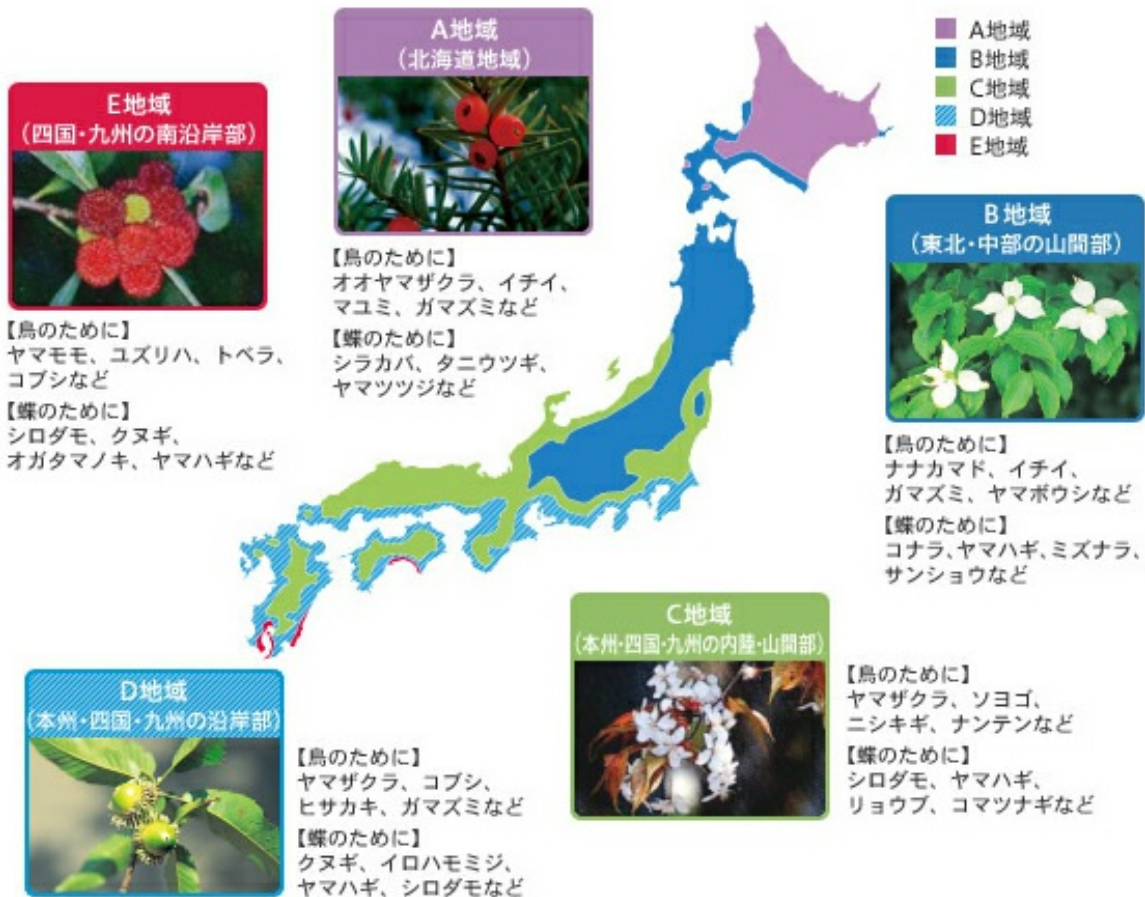 A地域
(北海道地域)
【鳥のために】
オオヤマザクラ、イチイ、
マユミ、ガマズミなど
【蝶のために】
シラカバ、タニウツギ、
ヤマツツジなど
A地域
B地域
C地域
D地域
E地域
E地域
(四国・九州の南沿岸部)
【鳥のために】
ヤマモモ、ユズリハ、トベラ、
コブシなど
【蝶のために】
シロダモ、クヌギ、
オガタマノキ、ヤマハギなど
B地域
(東北・中部の山間部)
【鳥のために】
ナナカマド、イチイ、
ガマズミ、ヤマボウシなど
【蝶のために】
コナラ、ヤマハギ、ミズナラ、
サンショウなど
C地域
(本州・四国・九州の内陸・山間部)
【鳥のために】
ヤマザクラ、ソヨゴ、
ニシキギ、ナンテンなど
【蝶のために】
シロダモ、ヤマハギ、
リョウブ、コマツナギなど
D地域
(本州・四国・九州の沿岸部)
【鳥のために】
ヤマザクラ、コブシ、
ヒサカキ、ガマズミなど
【蝶のために】
クヌギ、イロハモミジ、
ヤマハギ、シロダモなど